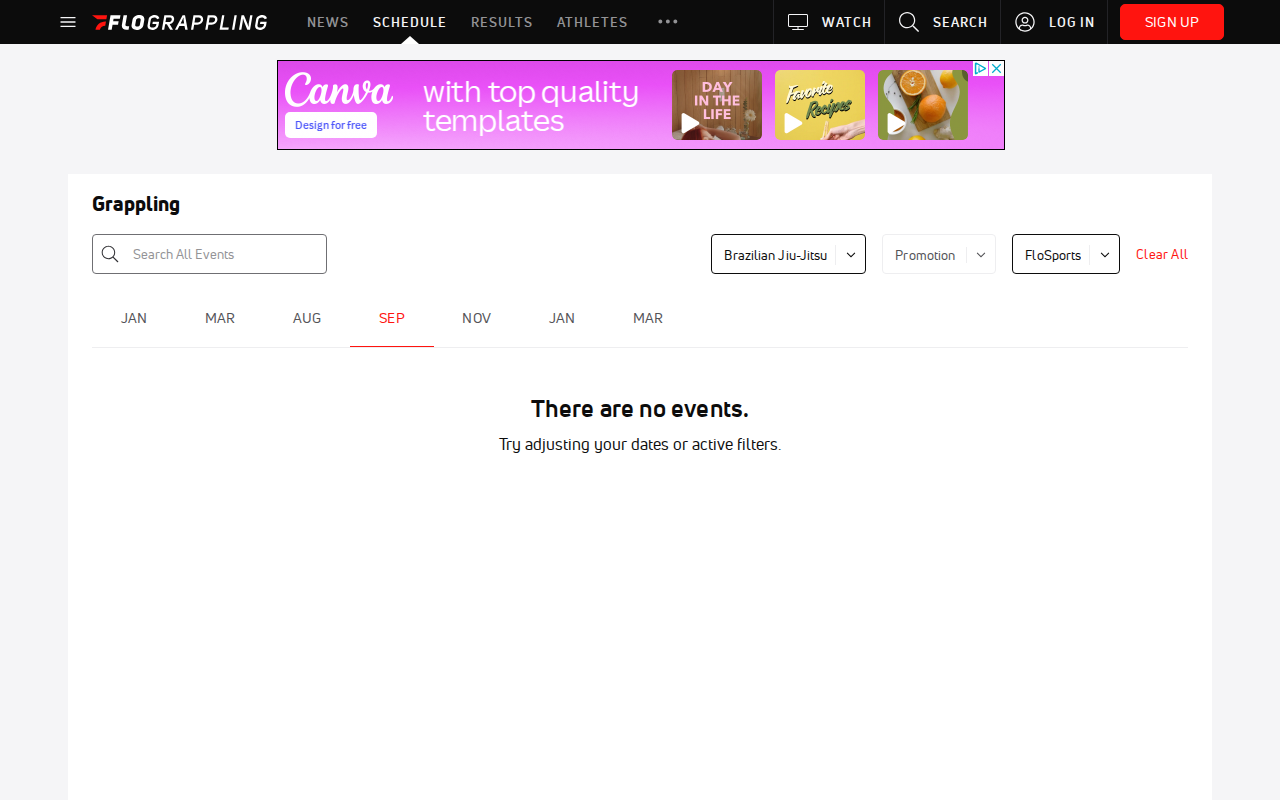 FLOGRAPPLING NEWS SCHEDULE RESULTS ATHLETES WATCH SEARCH LOG IN SIGN UP
Canva
Design for free
with top quality
templates
DAY
IN THE
LIFE
Favorite
Recipes
Grappling
Search All Events Brazilian Jiu-Jitsu Promotion FloSports Clear All
JAN MAR AUG SEP NOV JAN MAR
There are no events.
Try adjusting your dates or active filters.